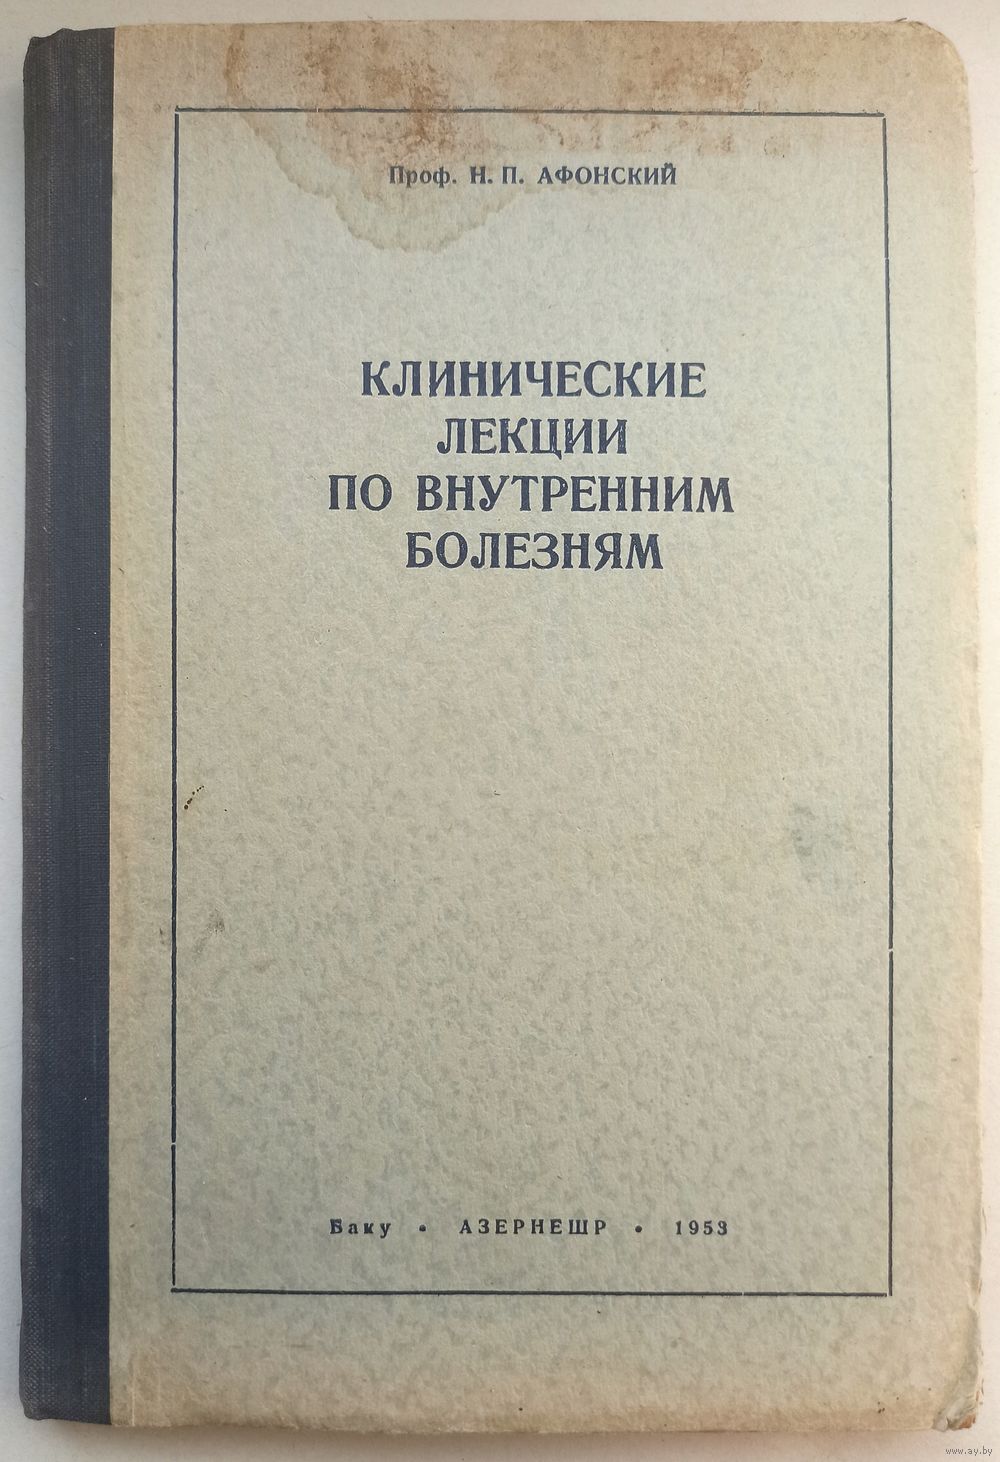 Проф. Н. П. АФОНСКИЙ
КЛИНИЧЕСКИЕ
ЛЕКЦИИ
ПО ВНУТРЕННИМ
БОЛЕЗНЯМ
Баку • АЗЕРНЕШР • 1953
www.ay.by